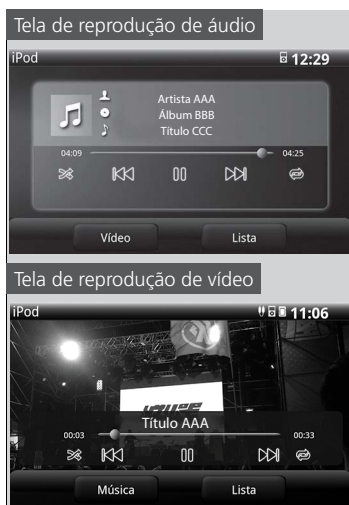 Tela de reprodução de áudio
iPod 12:29
Artista AAA
Álbum BBB
Título CCC
04:09 04:25
Vídeo Lista
Tela de reprodução de vídeo
iPod 11:06
Título AAA
00:03 00:33
Música Lista